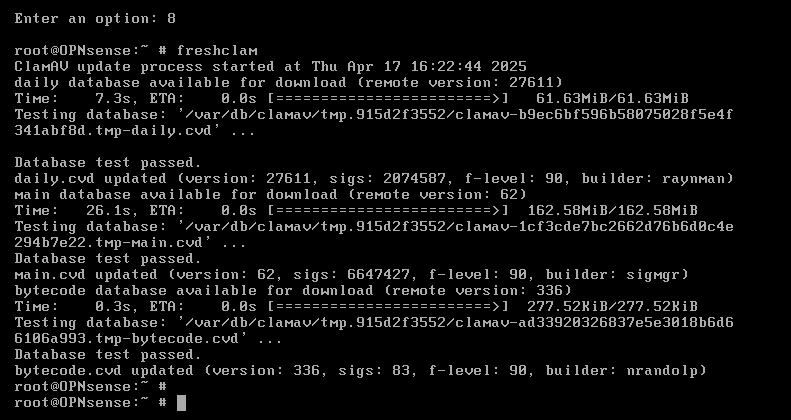 Enter an option: 8
root@OPNsense:~ # freshclam
ClamAV update process started at Thu Apr 17 16:22:44 2025
daily database available for download (remote version: 27611)
Time:    7.3s, ETA:    0.0s [========================>]   61.63MiB/61.63MiB
Testing database: '/var/db/clamav/tmp.915d2f3552/clamav-b9ec6bf596b58075028f5e4f
341abf8d.tmp-daily.cvd' ...
Database test passed.
daily.cvd updated (version: 27611, sigs: 2074587, f-level: 90, builder: raynman)
main database available for download (remote version: 62)
Time:   26.1s, ETA:    0.0s [========================>]  162.58MiB/162.58MiB
Testing database: '/var/db/clamav/tmp.915d2f3552/clamav-1cf3cde7bc2662d76b6d0c4e
294b7e22.tmp-main.cvd' ...
Database test passed.
main.cvd updated (version: 62, sigs: 6647427, f-level: 90, builder: sigmgr)
bytecode database available for download (remote version: 336)
Time:    0.3s, ETA:    0.0s [========================>]  277.52KiB/277.52KiB
Testing database: '/var/db/clamav/tmp.915d2f3552/clamav-ad33920326837e5e3018b6d6
6106a993.tmp-bytecode.cvd' ...
Database test passed.
bytecode.cvd updated (version: 336, sigs: 83, f-level: 90, builder: nrandolp)
root@OPNsense:~ #
root@OPNsense:~ #